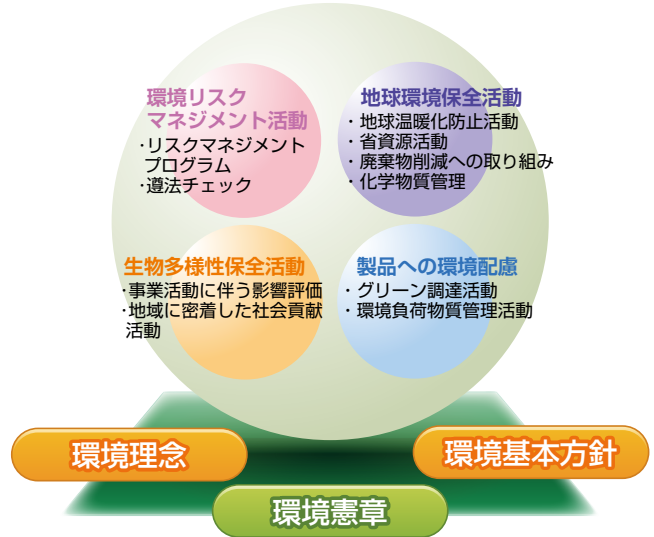 環境リスク
マネジメント活動
・リスクマネジメント
プログラム
・遵法チェック
地球環境保全活動
・地球温暖化防止活動
・省資源活動
・廃棄物削減への取り組み
・化学物質管理
生物多様性保全活動
・事業活動に伴う影響評価
・地域に密着した社会貢献
活動
製品への環境配慮
・グリーン調達活動
・環境負荷物質管理活動
環境理念
環境基本方針
環境憲章